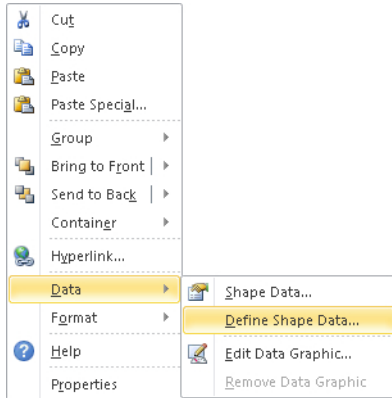 Cut
Copy
Paste
Paste Special...
Group
Bring to Front
Send to Back
Container
Hyperlink...
Data
Format
Help
Properties
Shape Data...
Define Shape Data...
Edit Data Graphic...
Remove Data Graphic